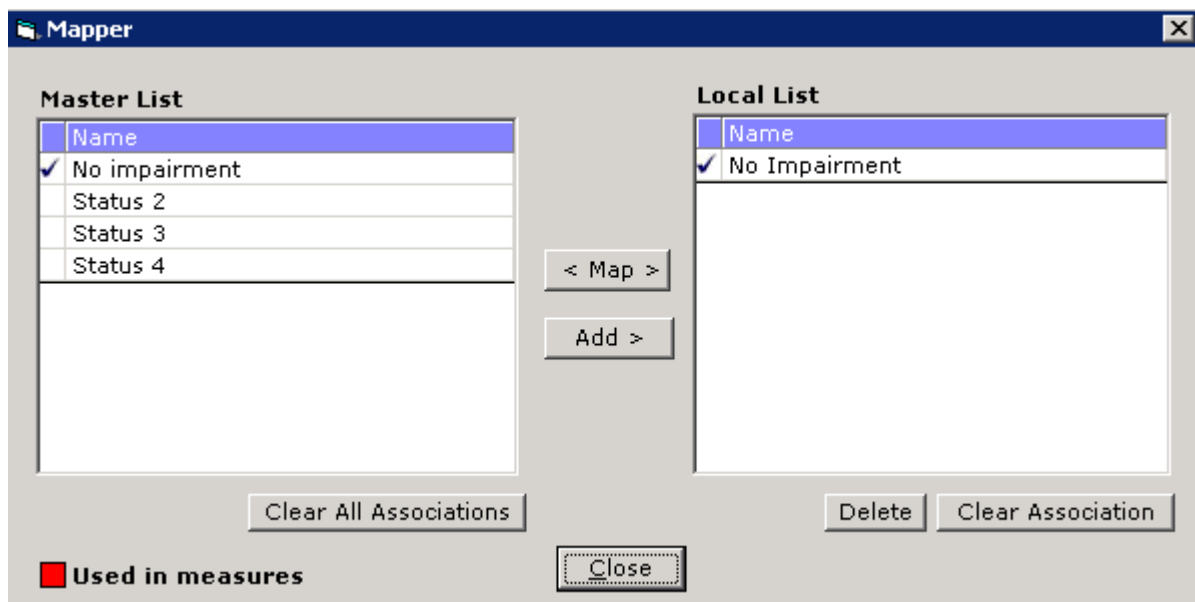 Mapper
Master List
Name
No impairment
Status 2
Status 3
Status 4
Clear All Associations
< Map >
Add >
Local List
Name
No Impairment
Delete
Clear Association
Used in measures
Close